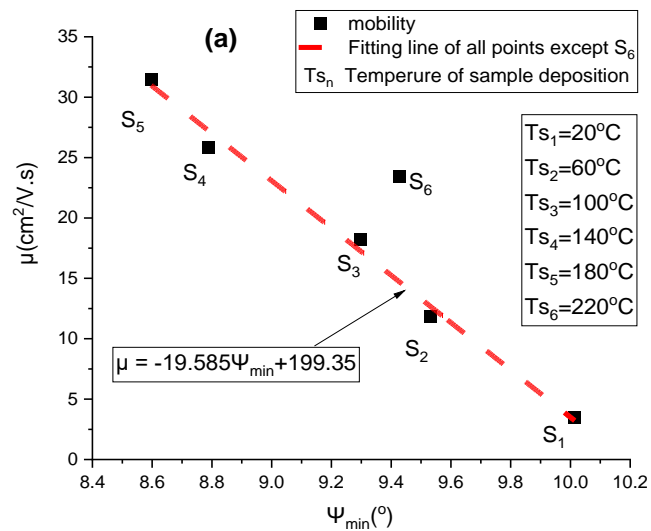 (a)
mobility
Fitting line of all points except S₆
Tsₙ Temperure of sample deposition
Ts₁=20°C
Ts₂=60°C
Ts₃=100°C
Ts₄=140°C
Ts₅=180°C
Ts₆=220°C
S₅
S₄
S₆
S₃
S₂
S₁
μ = -19.585Ψmin+199.35
μ(cm²/V.s)
35
30
25
20
15
10
5
0
8.4 8.6 8.8 9.0 9.2 9.4 9.6 9.8 10.0 10.2
Ψmin(°)